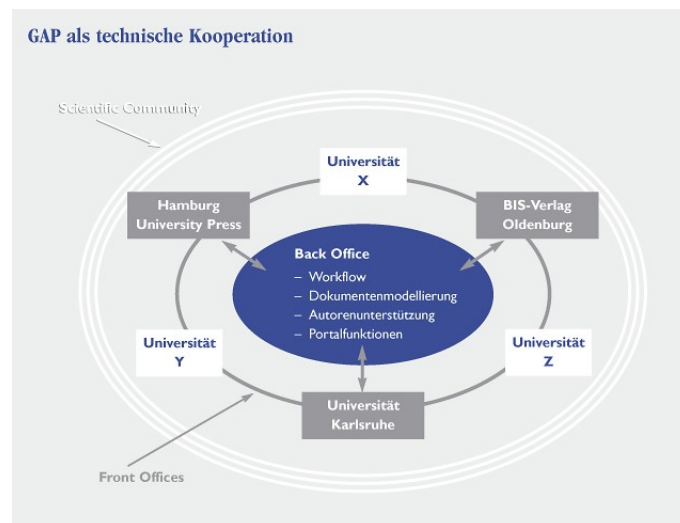 GAP als technische Kooperation
Scientific Community
Universität
X
Hamburg
University Press
BIS-Verlag
Oldenburg
Back Office
– Workflow
– Dokumentenmodellierung
– Autorenunterstützung
– Portalfunktionen
Universität
Y
Universität
Z
Universität
Karlsruhe
Front Offices